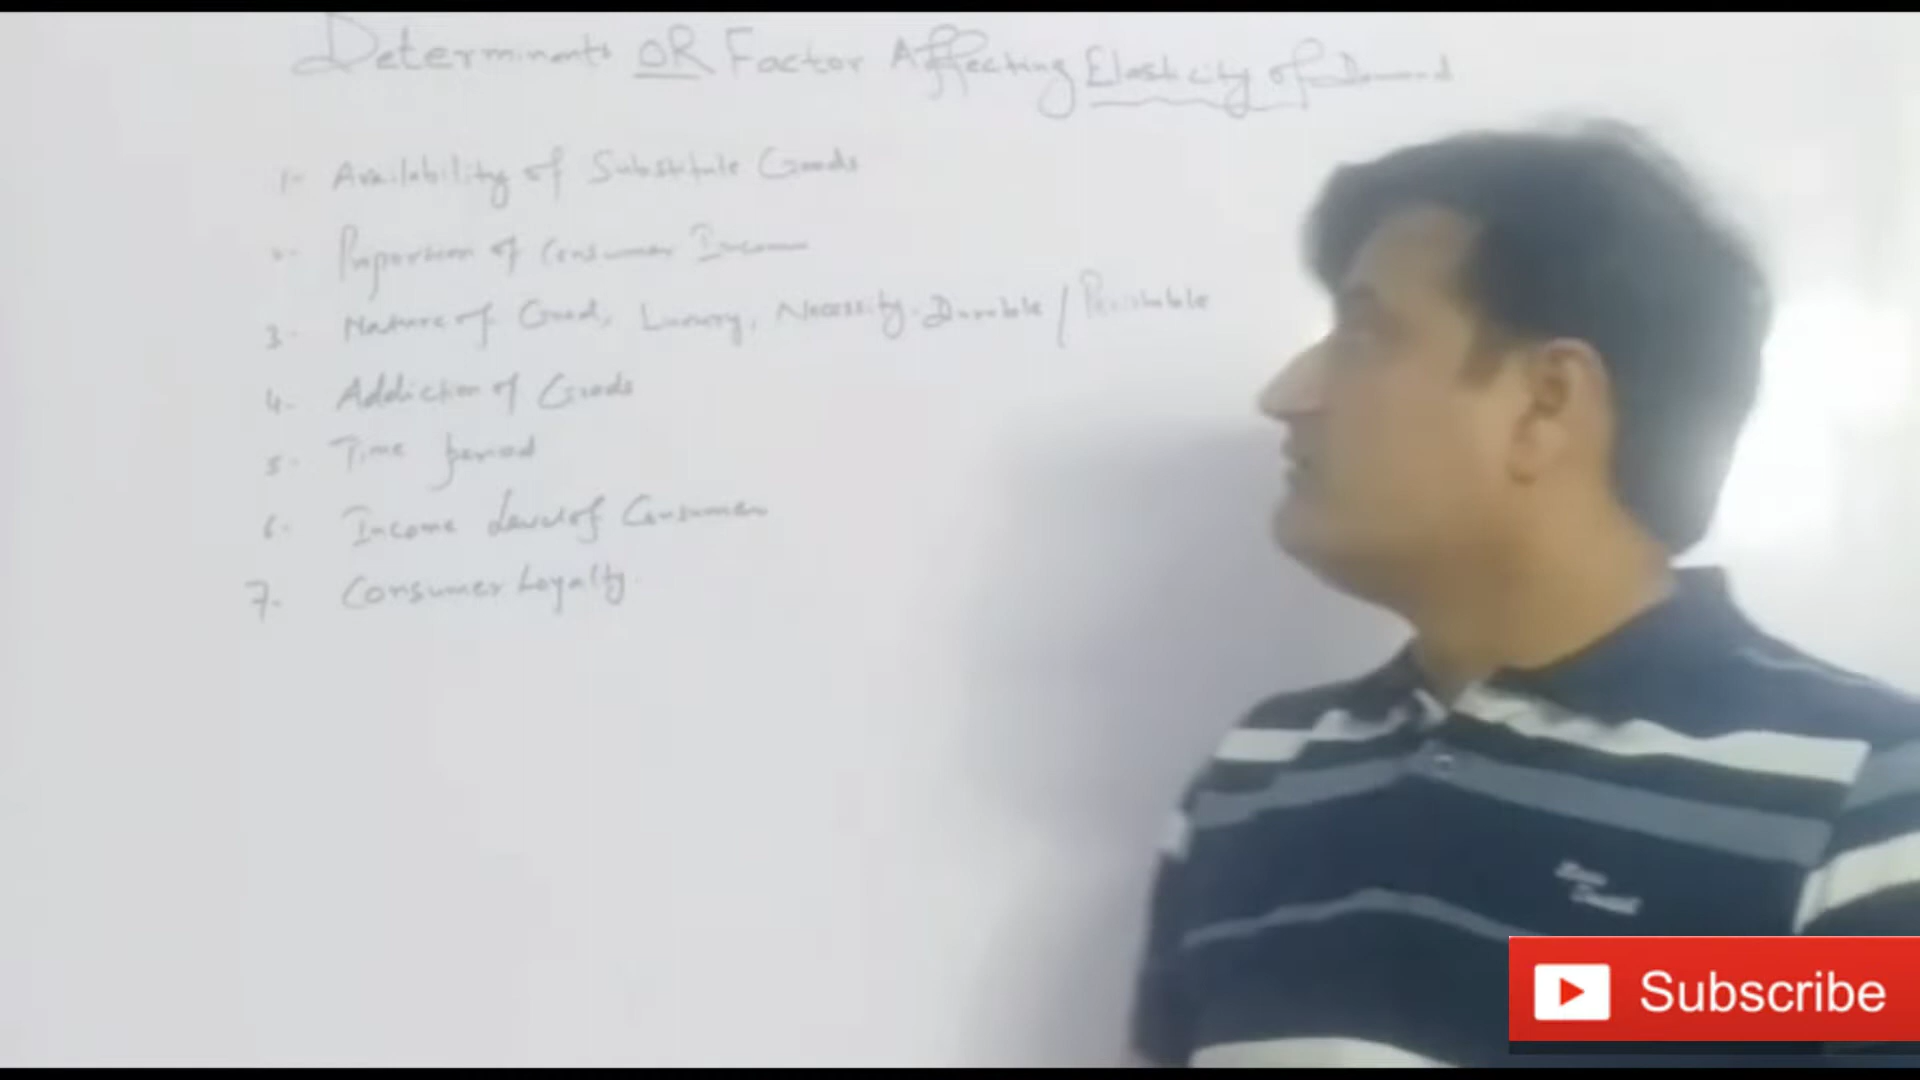 Determinants OR Factor Affecting Elasticity of Demand
1- Availability of Substitute Goods
Proportion of Consumer Income
3- Nature of Good, Luxury, Necessity. Durable / Perishable
4- Addiction of Goods
5- Time period
6- Income Level of Consumer
7- Consumer Loyalty
Subscribe